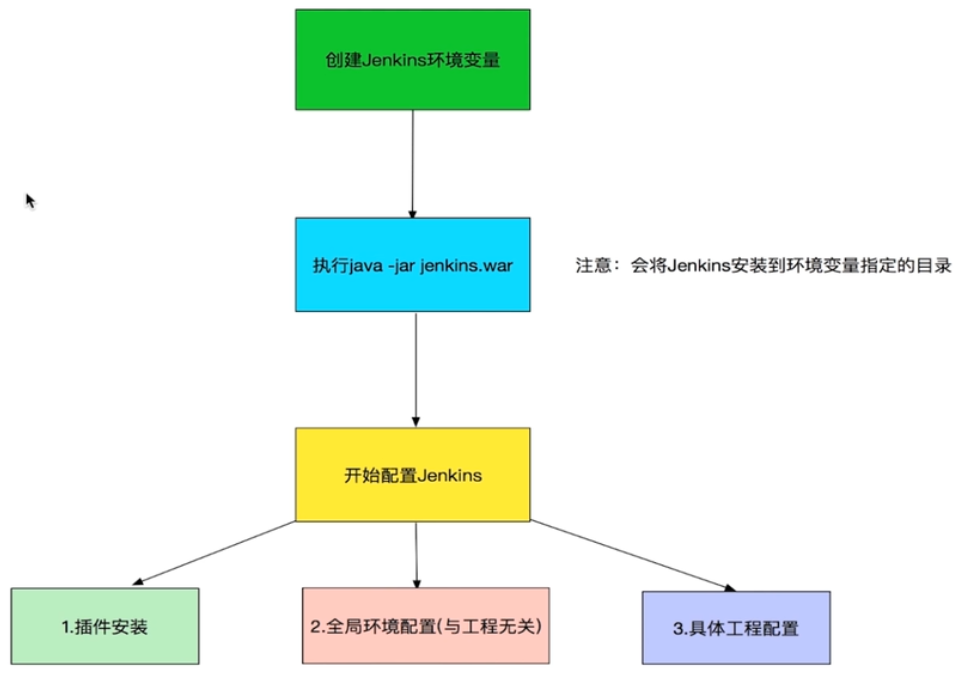 创建Jenkins环境变量
执行java -jar jenkins.war
注意：会将Jenkins安装到环境变量指定的目录
开始配置Jenkins
1.插件安装
2.全局环境配置(与工程无关)
3.具体工程配置